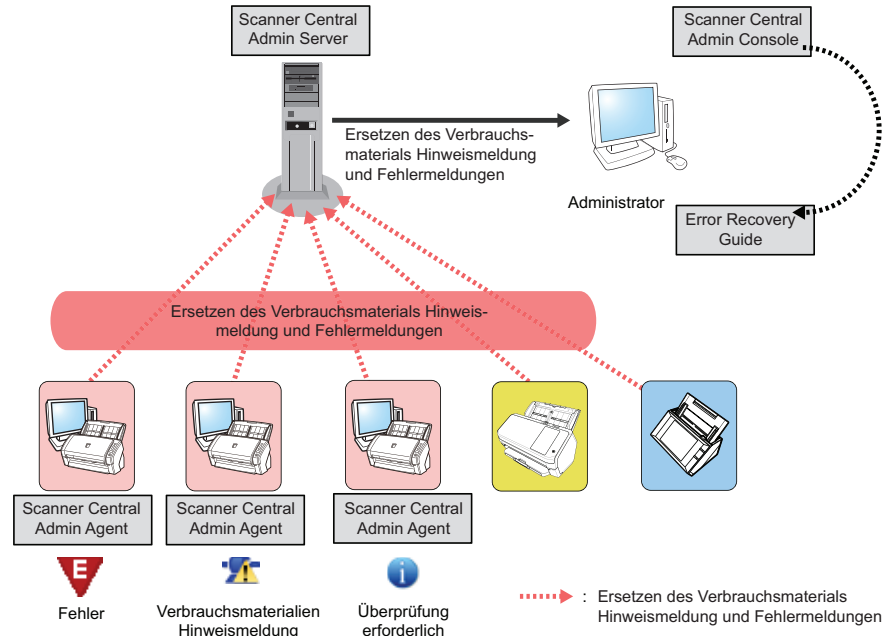 Scanner Central
Admin Server
Scanner Central
Admin Console
Ersetzen des Verbrauchs-
materials Hinweismeldung
und Fehlermeldungen
Administrator
Error Recovery
Guide
Ersetzen des Verbrauchsmaterials Hinweis-
meldung und Fehlermeldungen
Scanner Central
Admin Agent
Scanner Central
Admin Agent
Scanner Central
Admin Agent
E
Fehler
Verbrauchsmaterialien
Hinweismeldung
i
Überprüfung
erforderlich
: Ersetzen des Verbrauchsmaterials
Hinweismeldung und Fehlermeldungen